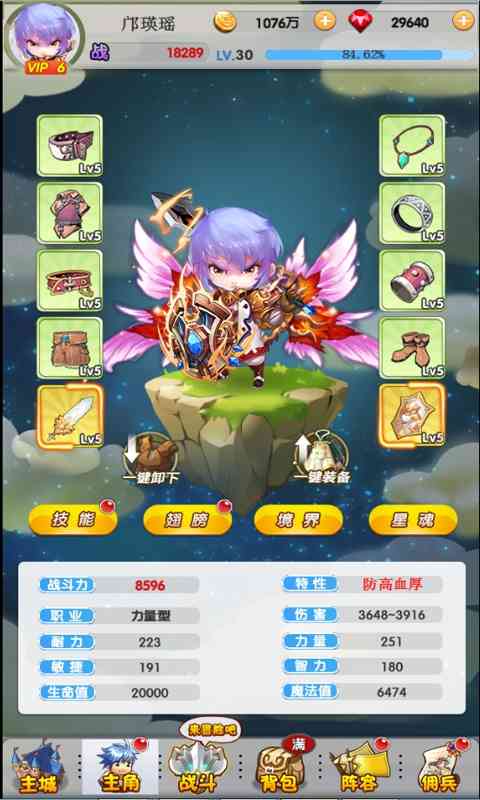 邝瑛瑶 1076万 29640
VIP 6 战 18289 LV.30 84.62%
Lv5 Lv5
Lv5 Lv5
Lv5 Lv5
Lv5 Lv5
Lv5 Lv5
一键卸下 一键装备
技能 翅膀 境界 星魂
战斗力 8596 特性 防高血厚
职业 力量型 伤害 3648~3916
耐力 223 力量 251
敏捷 191 智力 180
生命值 20000 魔法值 6474
来冒险吧 满
主城 主角 战斗 背包 阵容 佣兵